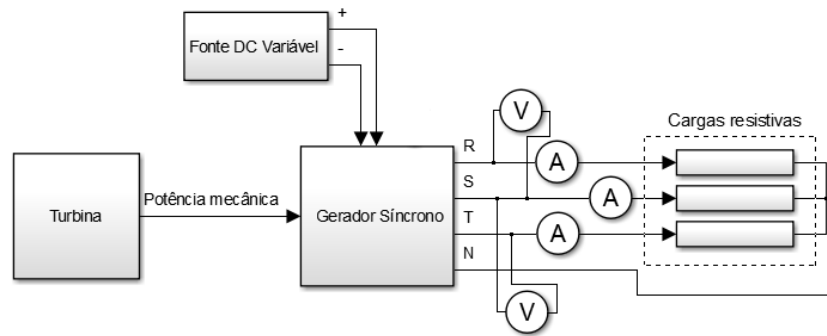 +
Fonte DC Variável
-
V
Cargas resistivas
R
A
S
Turbina
Potência mecânica
Gerador Síncrono
A
T
A
N
V